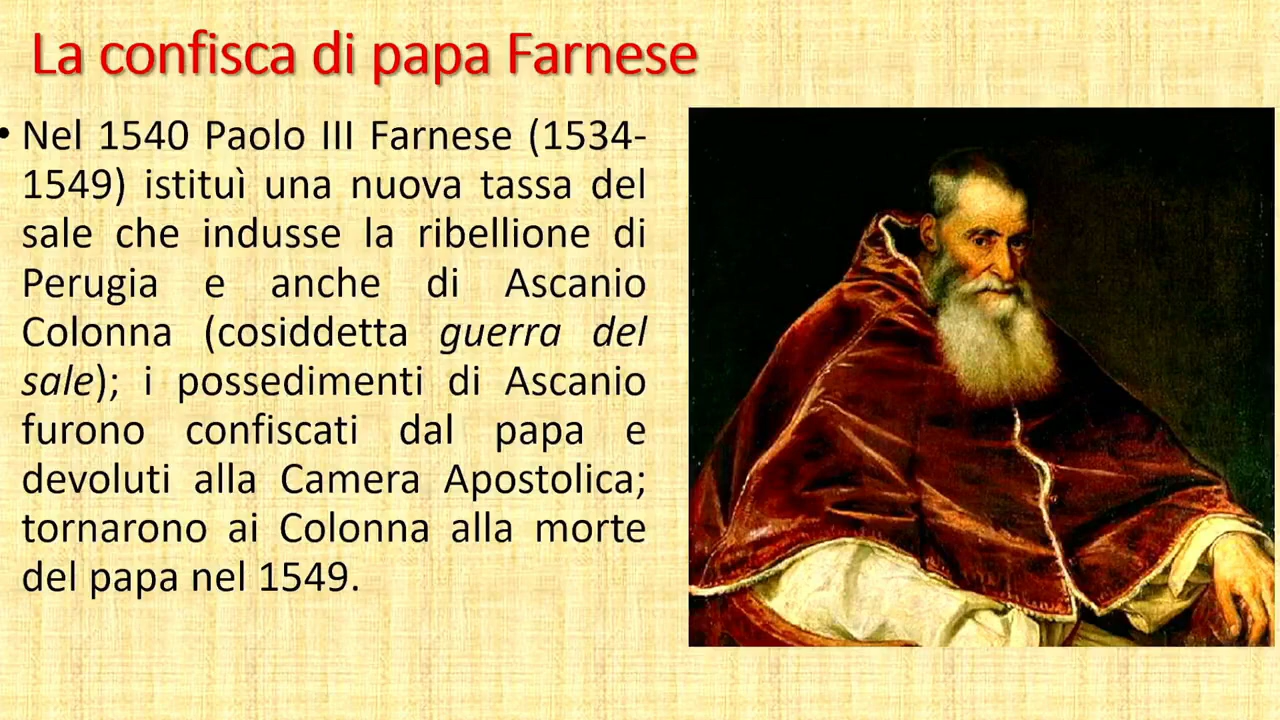 La confisca di papa Farnese
• Nel 1540 Paolo III Farnese (1534-
1549) istituì una nuova tassa del
sale che indusse la ribellione di
Perugia e anche di Ascanio
Colonna (cosiddetta guerra del
sale); i possedimenti di Ascanio
furono confiscati dal papa e
devoluti alla Camera Apostolica;
tornarono ai Colonna alla morte
del papa nel 1549.